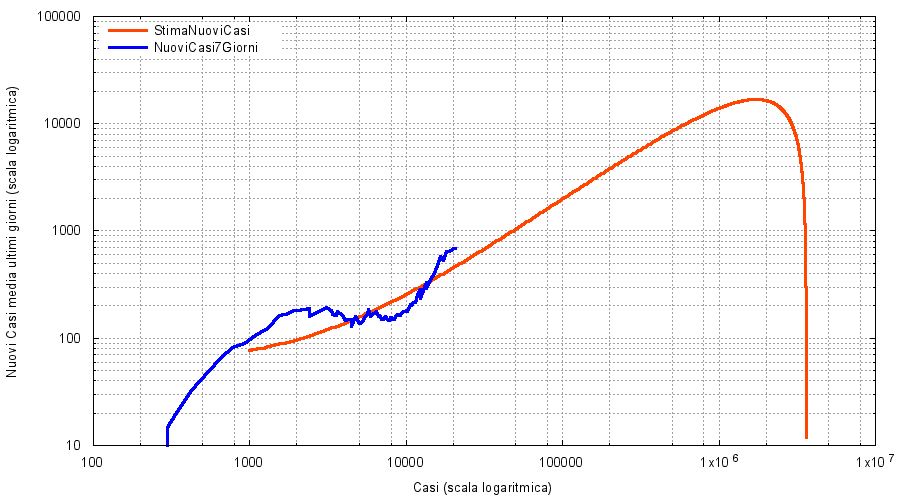 100000
StimaNuoviCasi
NuoviCasi7Giorni
10000
1000
100
10
Nuovi Casi media ultimi giorni (scala logaritmica)
100 1000 10000 100000 1x10^6 1x10^7
Casi (scala logaritmica)